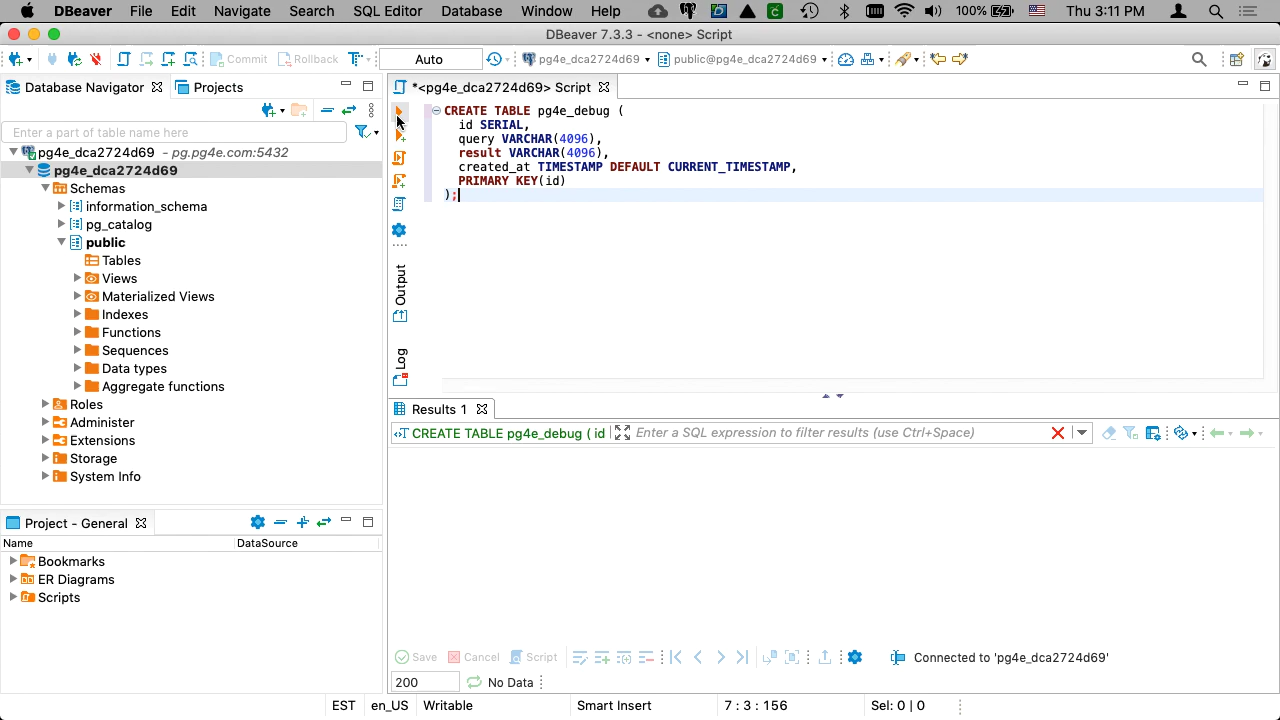 DBeaver File Edit Navigate Search SQL Editor Database Window Help 100% Thu 3:11 PM
DBeaver 7.3.3 - <none> Script
Commit Rollback Auto pg4e_dca2724d69 public@pg4e_dca2724d69
Database Navigator Projects
Enter a part of table name here
pg4e_dca2724d69 - pg.pg4e.com:5432
pg4e_dca2724d69
Schemas
information_schema
pg_catalog
public
Tables
Views
Materialized Views
Indexes
Functions
Sequences
Data types
Aggregate functions
Roles
Administer
Extensions
Storage
System Info
Project - General
Name DataSource
Bookmarks
ER Diagrams
Scripts
*<pg4e_dca2724d69> Script
CREATE TABLE pg4e_debug (
id SERIAL,
query VARCHAR(4096),
result VARCHAR(4096),
created_at TIMESTAMP DEFAULT CURRENT_TIMESTAMP,
PRIMARY KEY(id)
);
Output
Log
Results 1
CREATE TABLE pg4e_debug ( id Enter a SQL expression to filter results (use Ctrl+Space)
Save Cancel Script Connected to 'pg4e_dca2724d69'
200 No Data
EST en_US Writable Smart Insert 7 : 3 : 156 Sel: 0 | 0